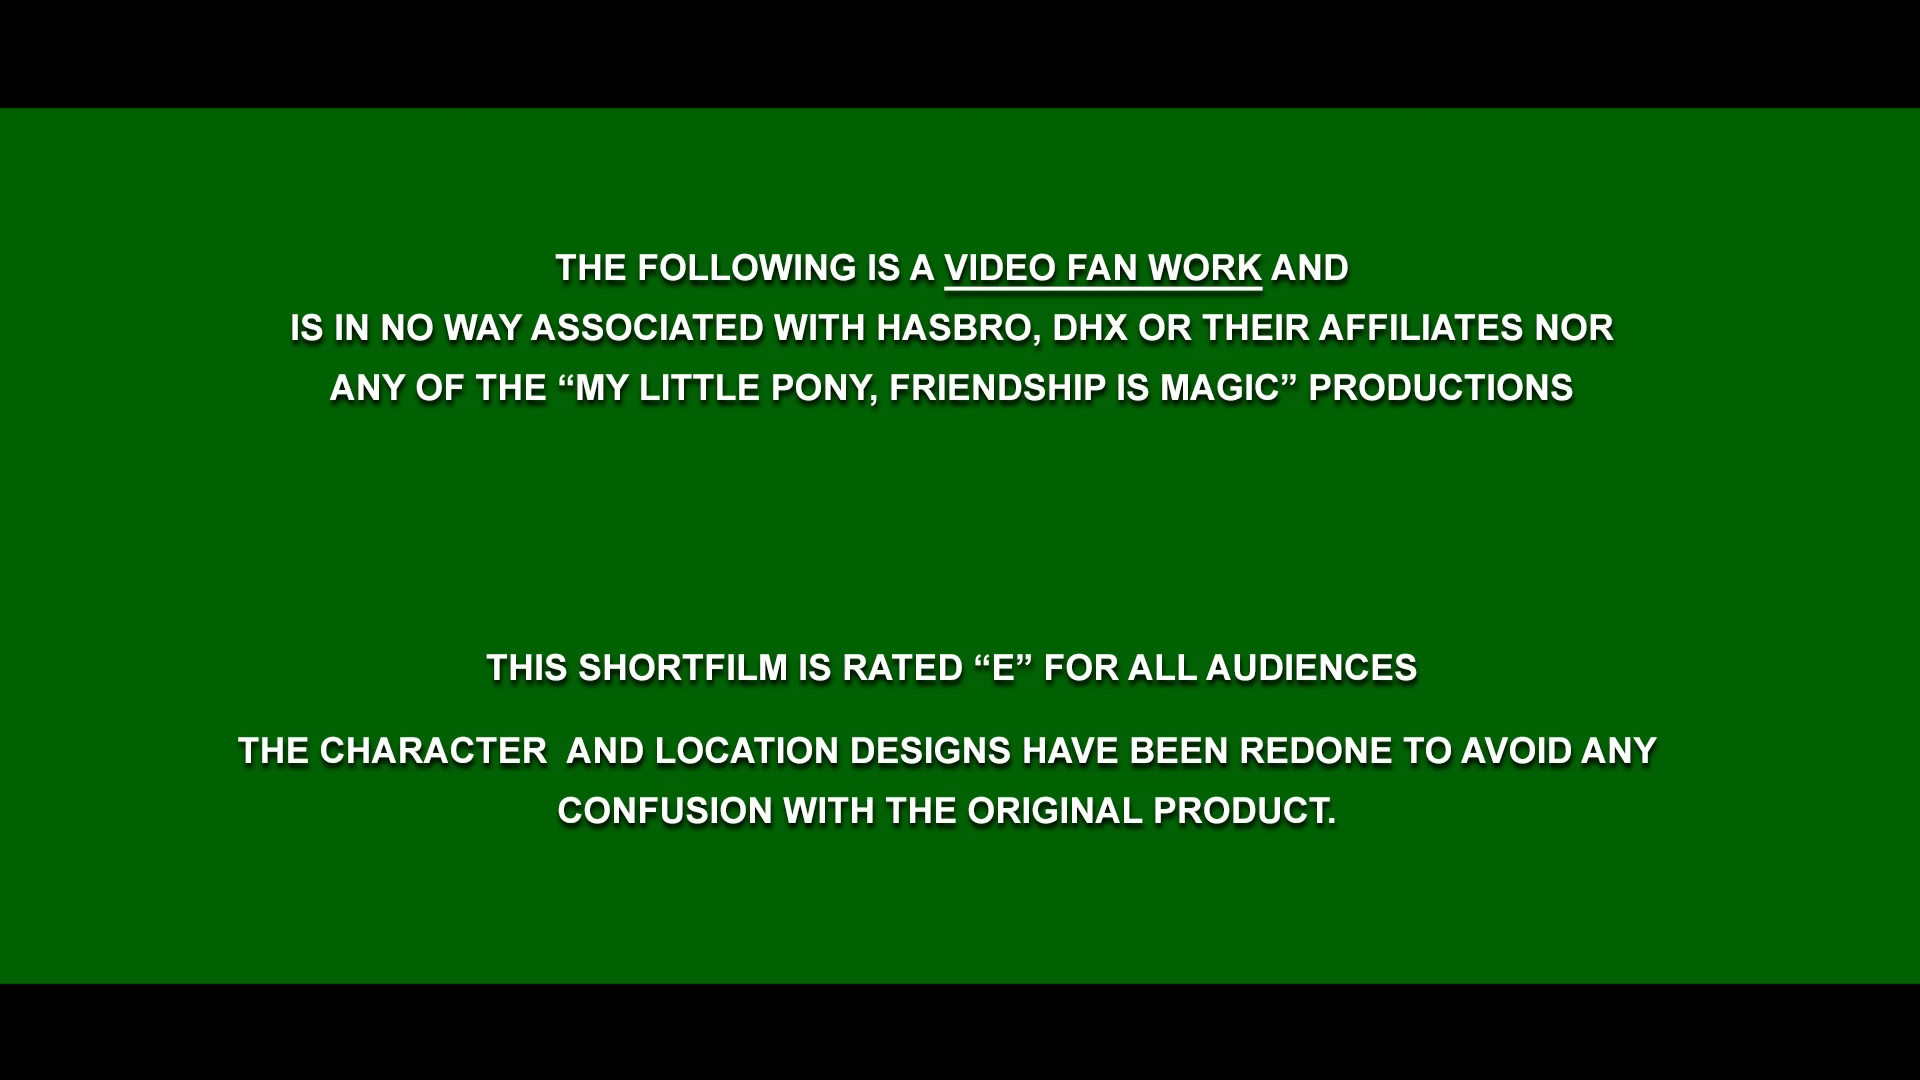 THE FOLLOWING IS A VIDEO FAN WORK AND
IS IN NO WAY ASSOCIATED WITH HASBRO, DHX OR THEIR AFFILIATES NOR
ANY OF THE “MY LITTLE PONY, FRIENDSHIP IS MAGIC” PRODUCTIONS
THIS SHORTFILM IS RATED “E” FOR ALL AUDIENCES
THE CHARACTER  AND LOCATION DESIGNS HAVE BEEN REDONE TO AVOID ANY
CONFUSION WITH THE ORIGINAL PRODUCT.